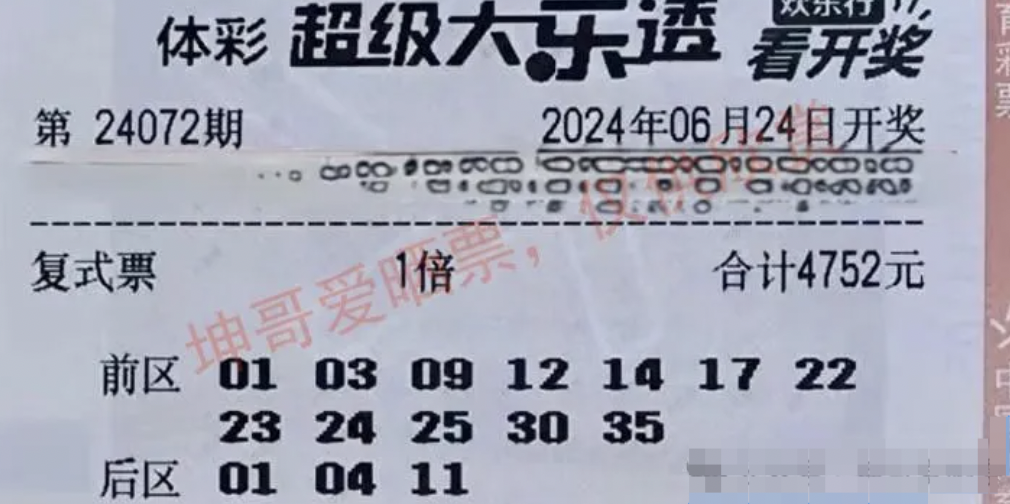 体彩 超级大乐透
看开奖
第 24072期 2024年06月24日开奖
复式票 1倍 合计4752元
坤哥爱晒票，
前区 01 03 09 12 14 17 22
23 24 25 30 35
后区 01 04 11